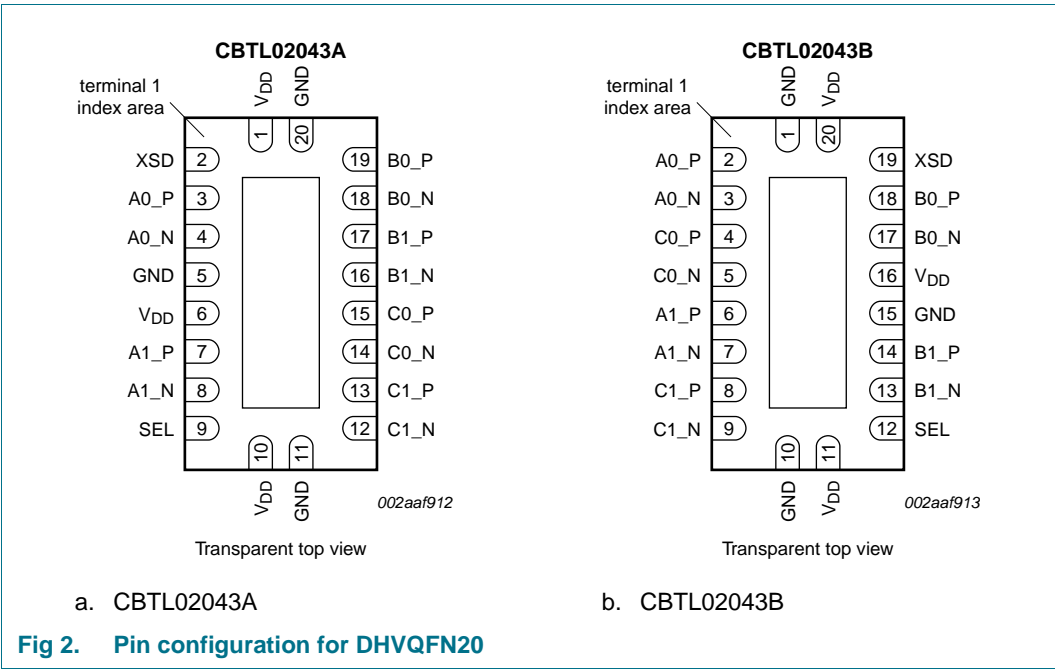 CBTL02043A
terminal 1
index area
VDD
GND
1
20
XSD 2
19 B0_P
A0_P 3
18 B0_N
A0_N 4
17 B1_P
GND 5
16 B1_N
VDD 6
15 C0_P
A1_P 7
14 C0_N
A1_N 8
13 C1_P
SEL 9
12 C1_N
10
11
VDD
GND
002aaf912
Transparent top view
a. CBTL02043A
CBTL02043B
terminal 1
index area
GND
VDD
1
20
A0_P 2
19 XSD
A0_N 3
18 B0_P
C0_P 4
17 B0_N
C0_N 5
16 VDD
A1_P 6
15 GND
A1_N 7
14 B1_P
C1_P 8
13 B1_N
C1_N 9
12 SEL
10
11
GND
VDD
002aaf913
Transparent top view
b. CBTL02043B
Fig 2. Pin configuration for DHVQFN20